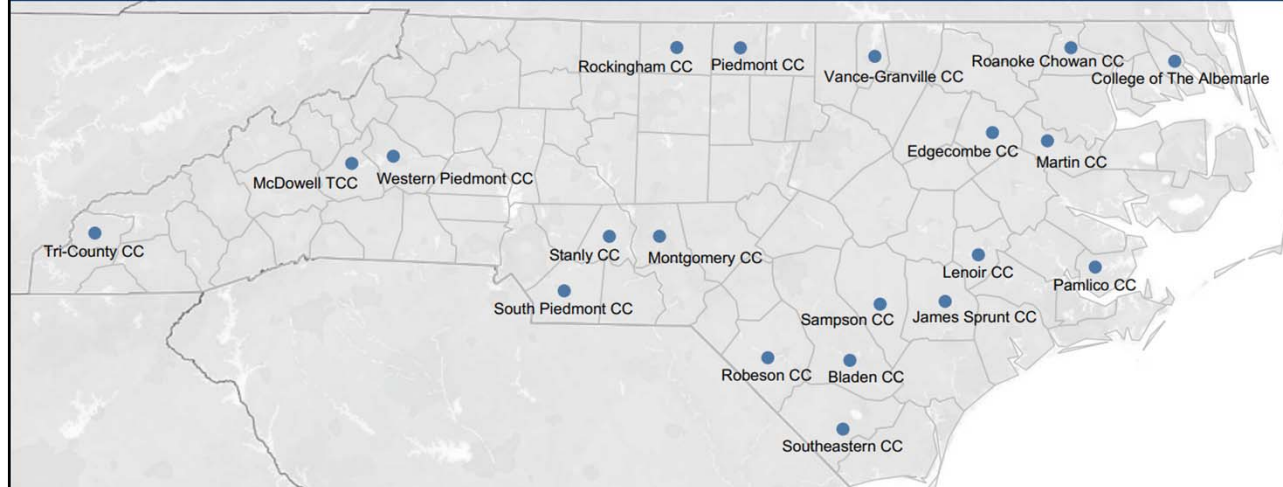 Rockingham CC
Piedmont CC
Vance-Granville CC
Roanoke Chowan CC
College of The Albemarle
Edgecombe CC
Martin CC
McDowell TCC
Western Piedmont CC
Tri-County CC
Stanly CC
Montgomery CC
Lenoir CC
Pamlico CC
South Piedmont CC
Sampson CC
James Sprunt CC
Robeson CC
Bladen CC
Southeastern CC